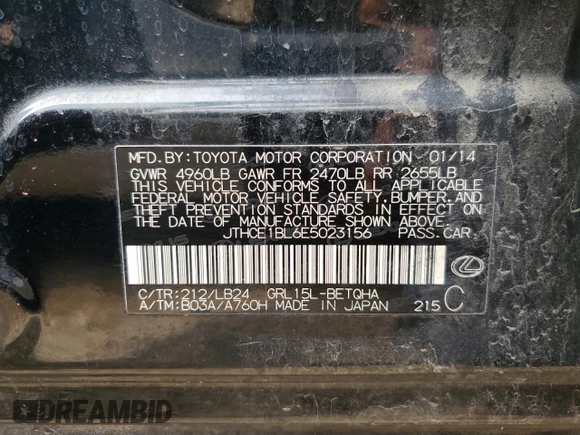 MFD.BY:TOYOTA MOTOR CORPORATION 01/14
GVWR 4960LB GAWR FR 2470LB RR 2655LB
THIS VEHICLE CONFORMS TO ALL APPLICABLE
FEDERAL MOTOR VEHICLE SAFETY, BUMPER, AND
THEFT PREVENTION STANDARDS IN EFFECT ON
THE DATE OF MANUFACTURE SHOWN ABOVE.
JTHCE1BL6E5023156 PASS.CAR
C/TR:212/LB24 GRL15L-BETQHA
A/TM:B03A/A760H MADE IN JAPAN 215 C
DREAMBID